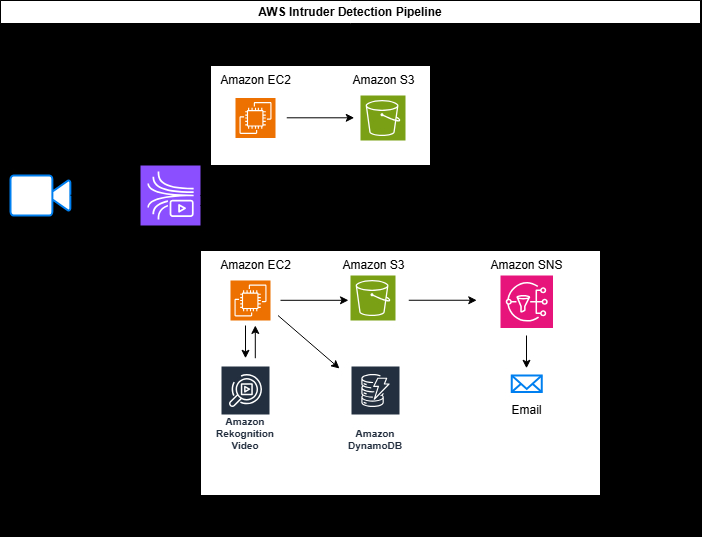 AWS Intruder Detection Pipeline
Amazon EC2
Amazon S3
Amazon EC2
Amazon S3
Amazon SNS
Amazon
Rekognition
Video
Amazon
DynamoDB
Email